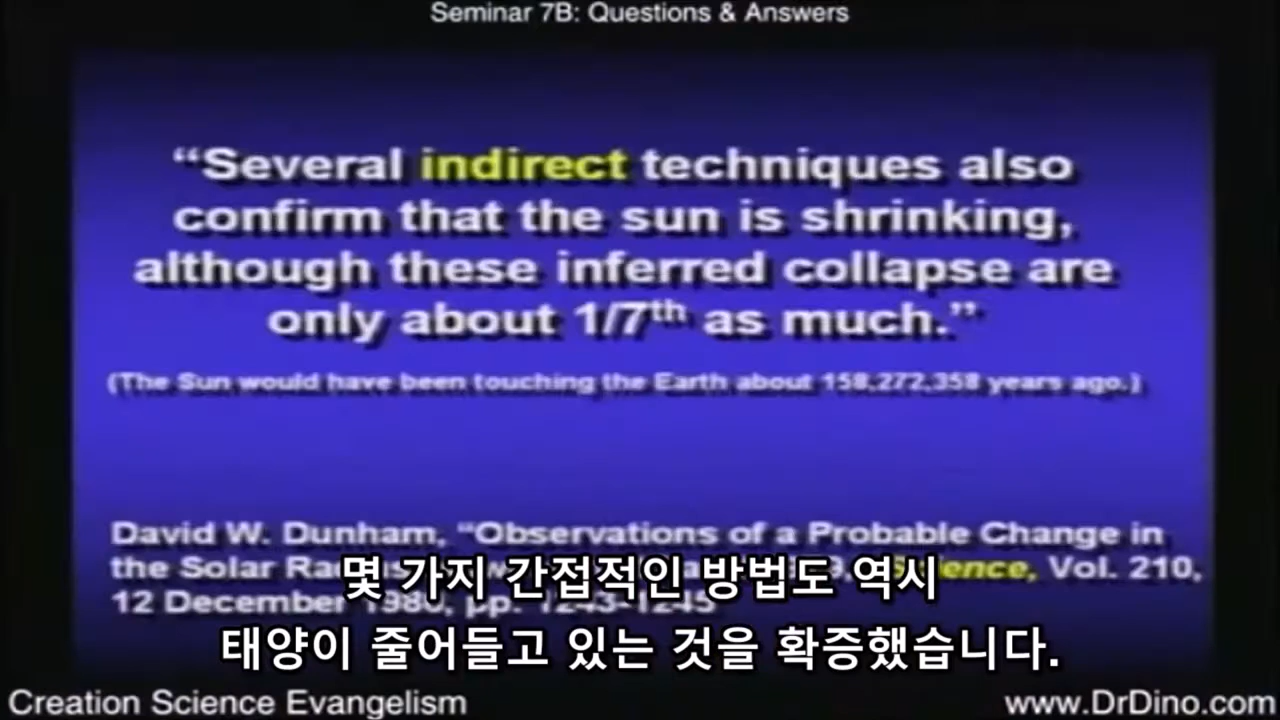 Seminar 7B: Questions & Answers
“Several indirect techniques also
confirm that the sun is shrinking,
although these inferred collapse are
only about 1/7th as much.”
(The Sun would have been touching the Earth about 158,272,358 years ago.)
David W. Dunham, “Observations of a Probable Change in
the Solar Science, Vol. 210,
12 December 1980, pp. 1243-1245
몇 가지 간접적인 방법도 역시
태양이 줄어들고 있는 것을 확증했습니다.
Creation Science Evangelism
www.DrDino.com